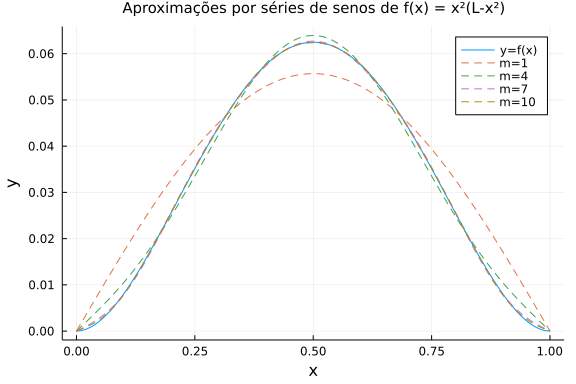 Aproximações por séries de senos de f(x) = x²(L-x²)
y=f(x)
m=1
m=4
m=7
m=10
y
0.06
0.05
0.04
0.03
0.02
0.01
0.00
0.00 0.25 0.50 0.75 1.00
x